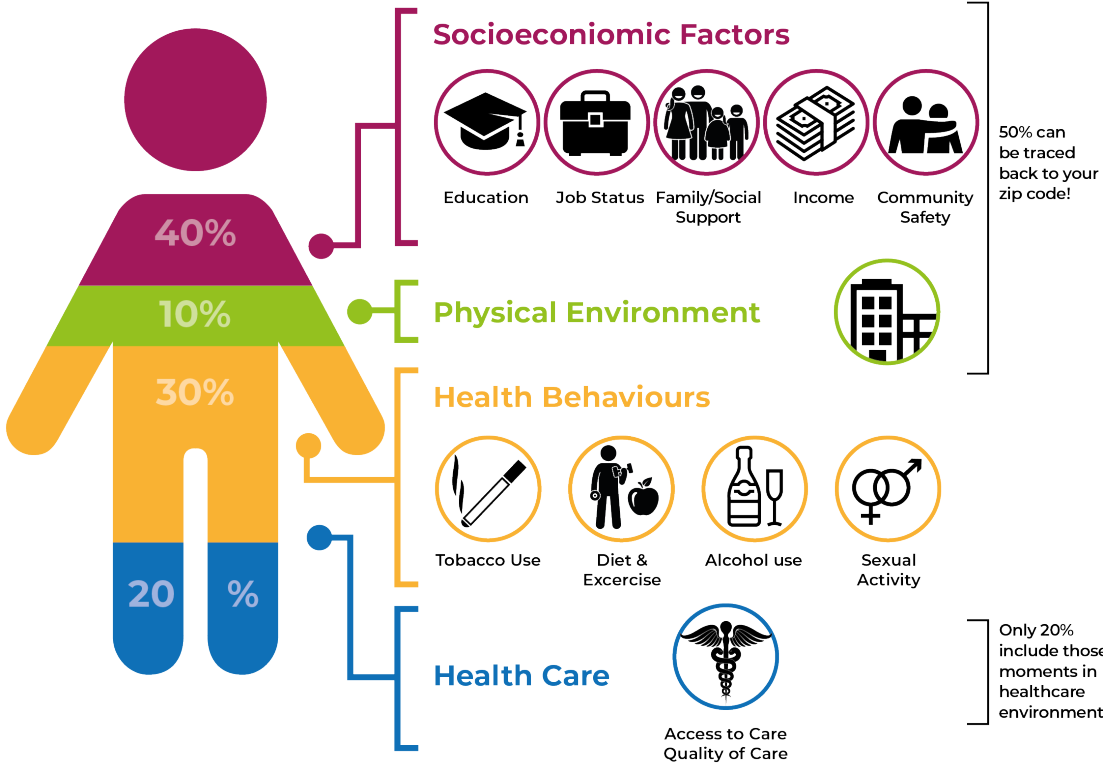 Socioeconiomic Factors
Education
Job Status
Family/Social
Support
Income
Community
Safety
50% can
be traced
back to your
zip code!
40%
10%
Physical Environment
30%
Health Behaviours
Tobacco Use
Diet &
Excercise
Alcohol use
Sexual
Activity
20 %
Health Care
Access to Care
Quality of Care
Only 20%
include those
moments in
healthcare
environment